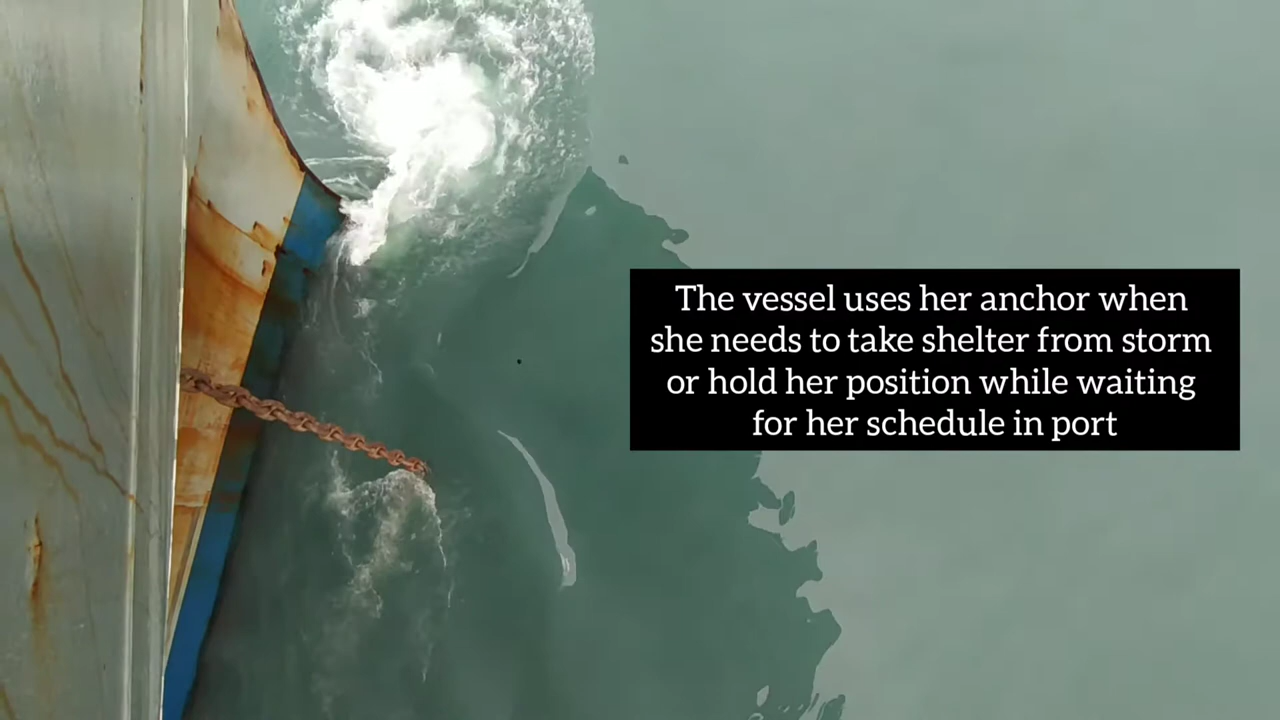 The vessel uses her anchor when
she needs to take shelter from storm
or hold her position while waiting
for her schedule in port